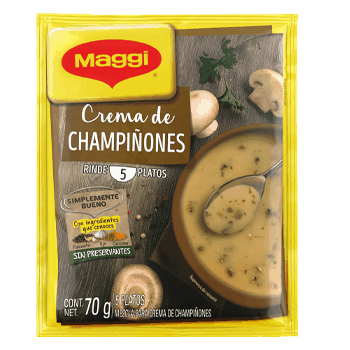 Maggi
Crema de
CHAMPIÑONES
RINDE 5 PLATOS
SIMPLEMENTE
BUENO
Con ingredientes
que conoces
SIN PRESERVANTES
CONT.
NET. 70 g
5 PLATOS
MEZCLA PARA CREMA DE CHAMPIÑONES